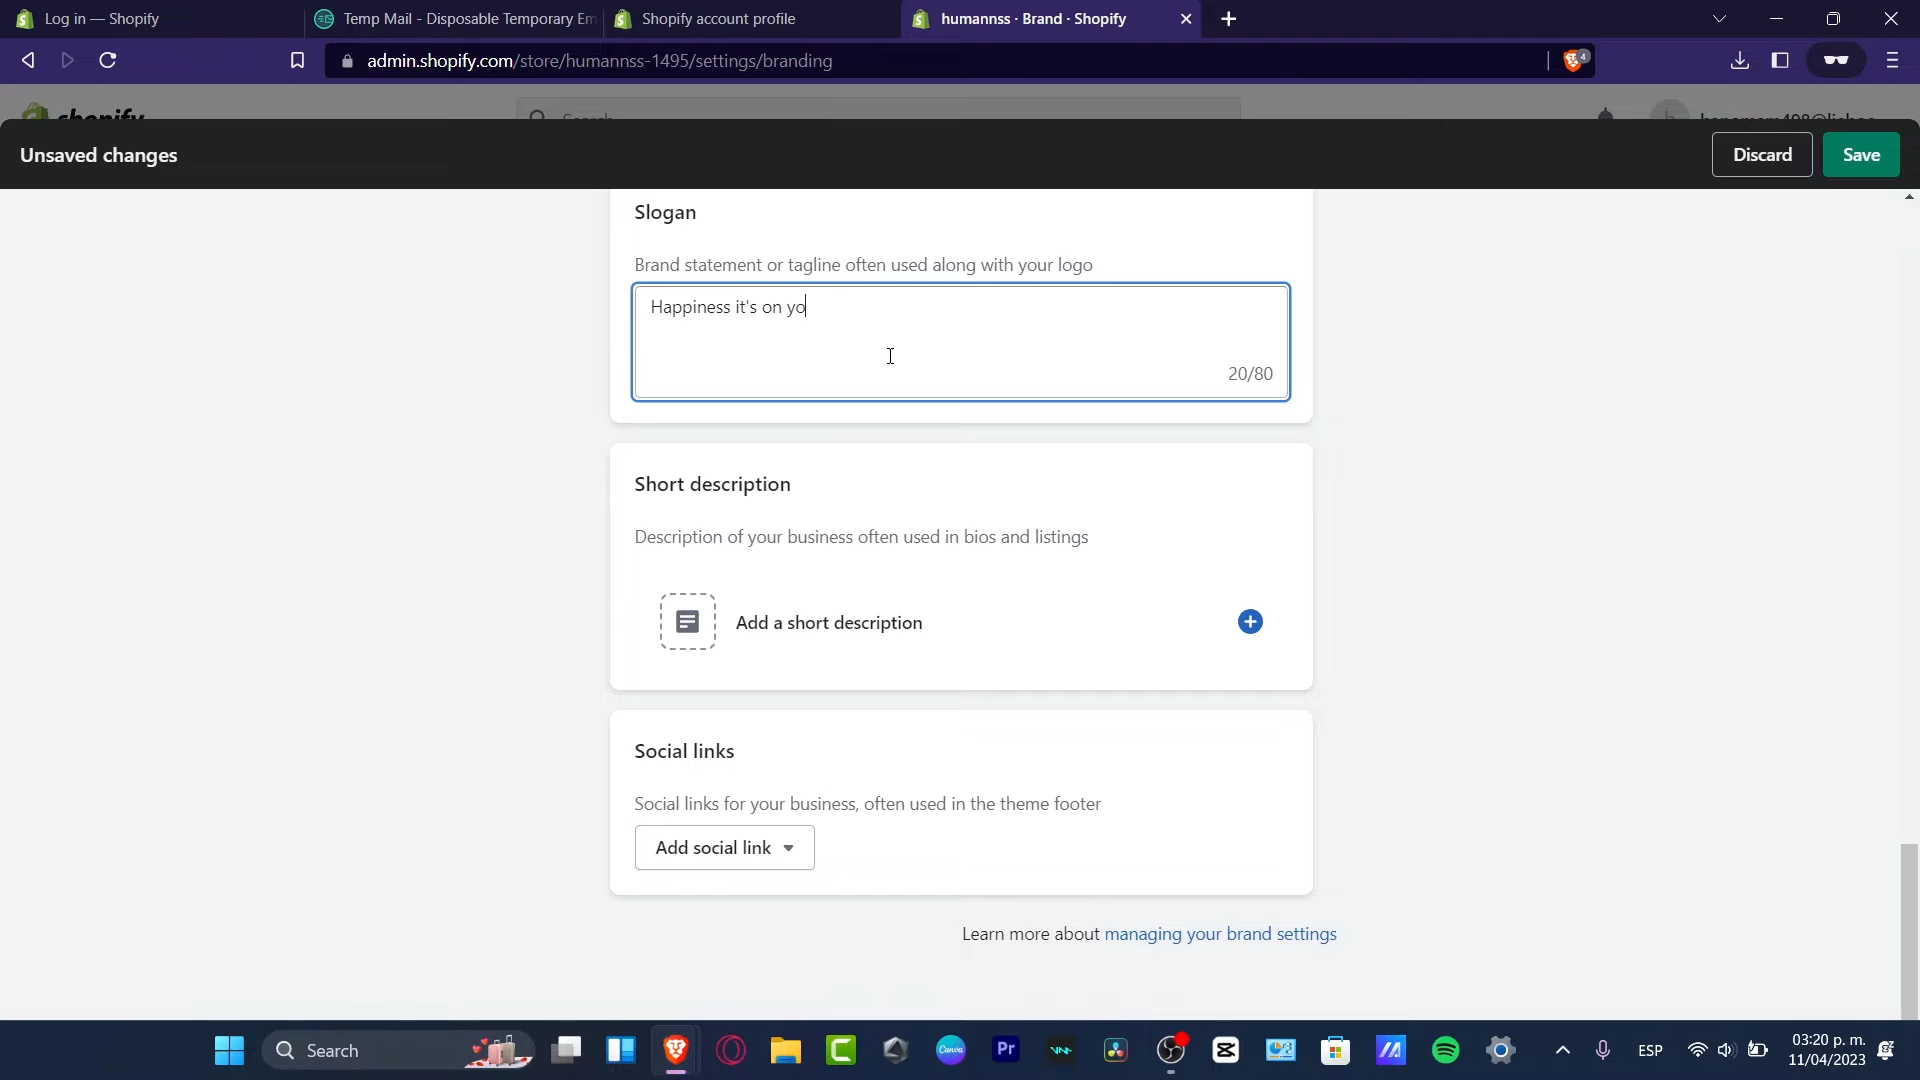 Log in — Shopify
Temp Mail - Disposable Temporary Em
Shopify account profile
humannss · Brand · Shopify
admin.shopify.com/store/humannss-1495/settings/branding
4
shopify
Search
Unsaved changes
Discard
Save
Slogan
Brand statement or tagline often used along with your logo
Happiness it's on yo
20/80
Short description
Description of your business often used in bios and listings
Add a short description
Social links
Social links for your business, often used in the theme footer
Add social link
Learn more about managing your brand settings
Search
Canva
Pr
ESP
03:20 p. m.
11/04/2023